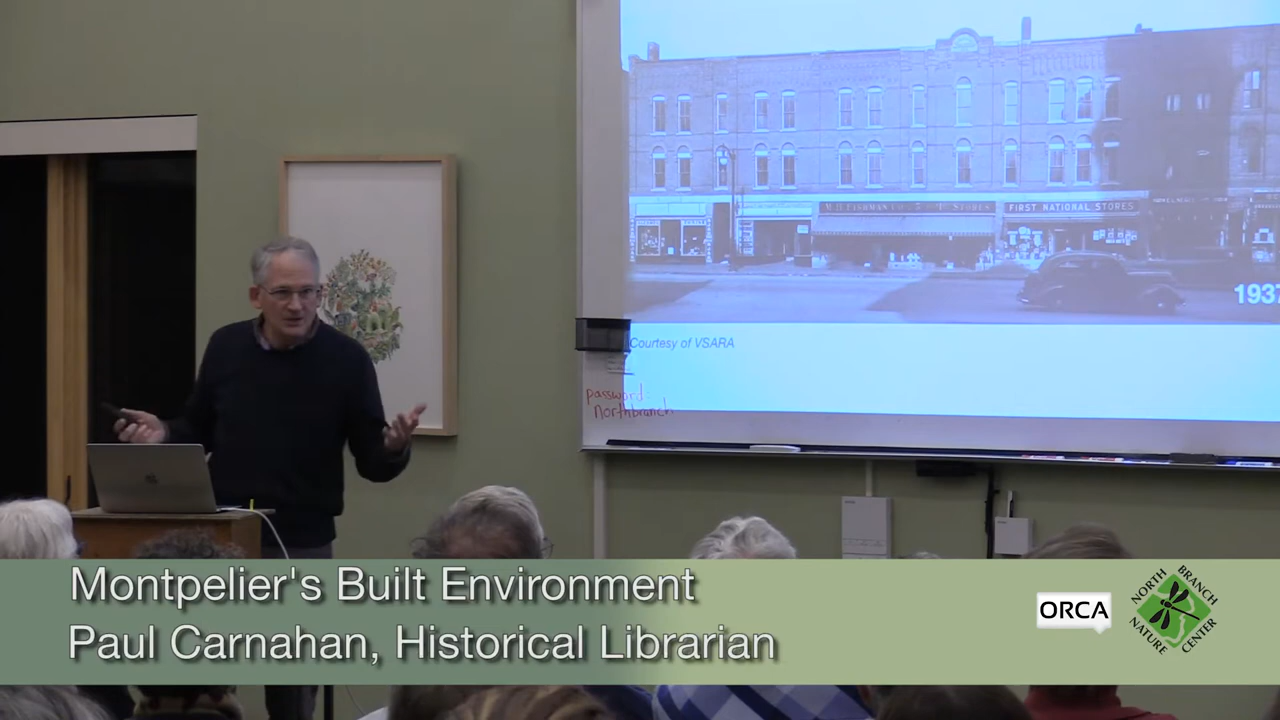 FIRST NATIONAL STORES
1937
Courtesy of VSARA
password:
Northbranch
Montpelier's Built Environment
Paul Carnahan, Historical Librarian
ORCA
NORTH BRANCH
NATURE CENTER